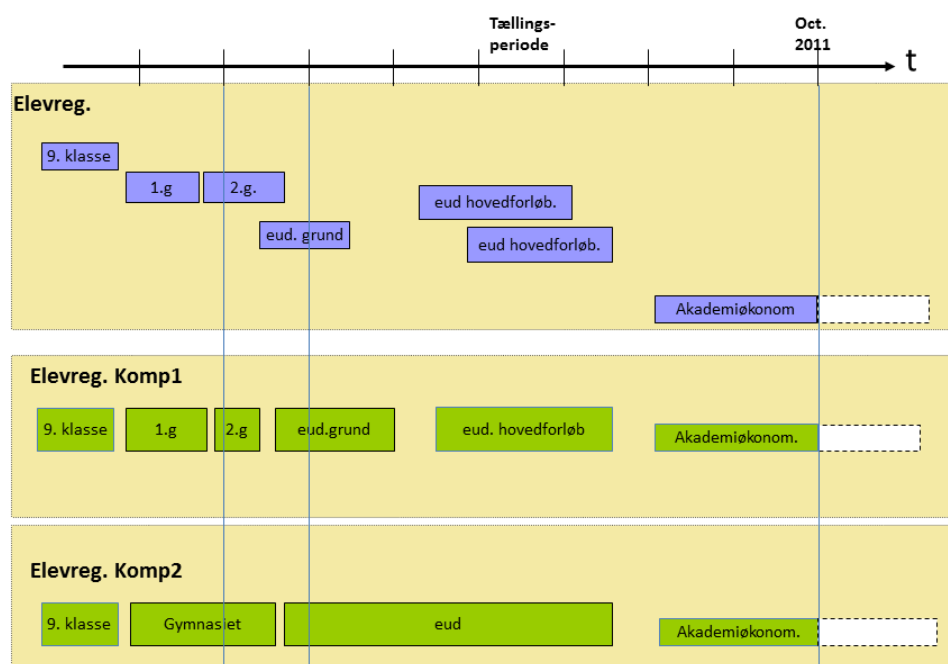 Tællings-
periode
Oct.
2011
t
Elevreg.
9. klasse
1.g
2.g.
eud hovedforløb.
eud. grund
eud hovedforløb.
Akademiøkonom
Elevreg. Komp1
9. klasse
1.g
2.g
eud.grund
eud. hovedforløb
Akademiøkonom.
Elevreg. Komp2
9. klasse
Gymnasiet
eud
Akademiøkonom.